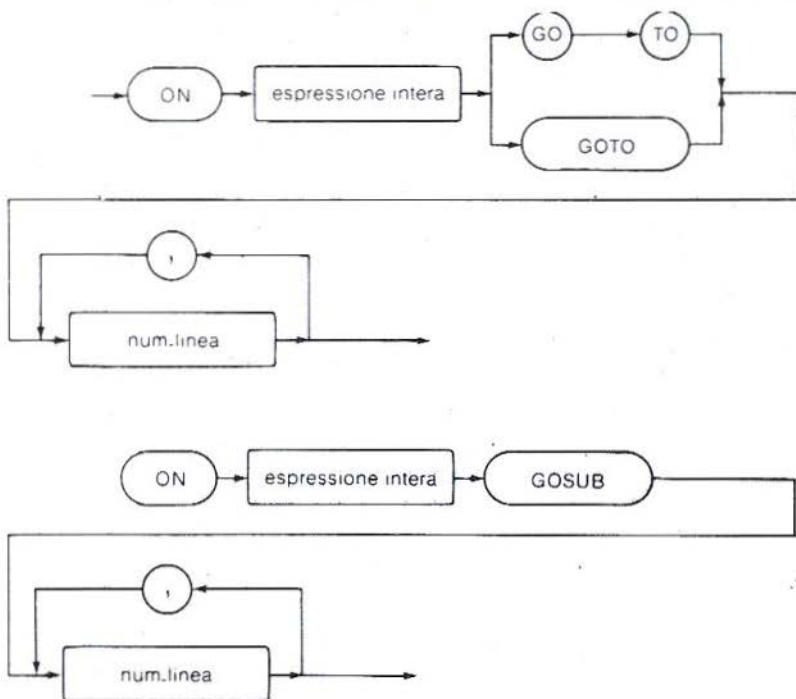 GO TO
ON espressione intera
GOTO
,
num.linea
ON espressione intera GOSUB
,
num.linea